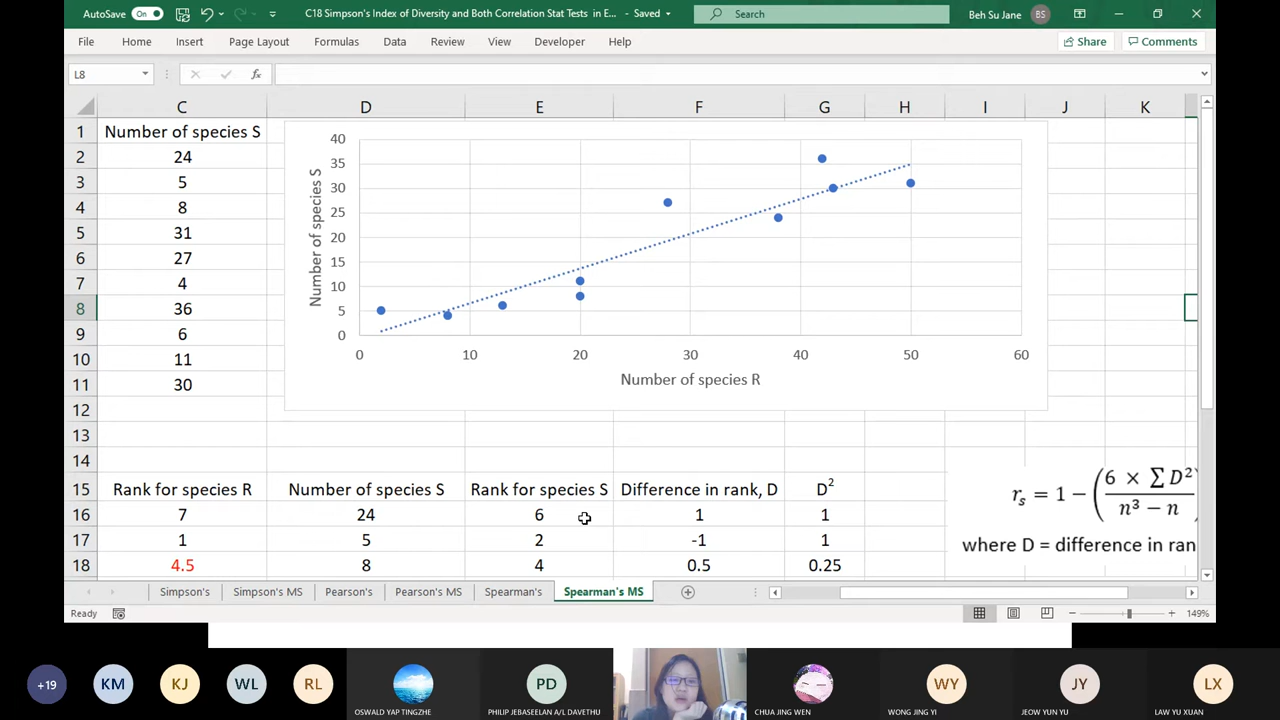 AutoSave On C18 Simpson's Index of Diversity and Both Correlation Stat Tests in E... - Saved Search Beh Su Jane BS
File Home Insert Page Layout Formulas Data Review View Developer Help Share Comments
L8 fx
C D E F G H I J K
1 Number of species S
2 24
3 5
4 8
5 31
6 27
7 4
8 36
9 6
10 11
11 30
12
13
14
40
35
30
25
20
15
10
5
0
Number of species S
0 10 20 30 40 50 60
Number of species R
15 Rank for species R Number of species S Rank for species S Difference in rank, D D²
16 7 24 6 1 1
17 1 5 2 -1 1
18 4.5 8 4 0.5 0.25
rs = 1 − (6 × ∑ D² / n³ − n)
where D = difference in ran
Simpson's Simpson's MS Pearson's Pearson's MS Spearman's Spearman's MS
Ready 149%
+19 KM KJ WL RL OSWALD YAP TINGZHE PD PHILIP JEBASEELAN A/L DAVETHU CHUA JING WEN WY WONG JING YI JY JEOW YUN YU LX LAW YU XUAN